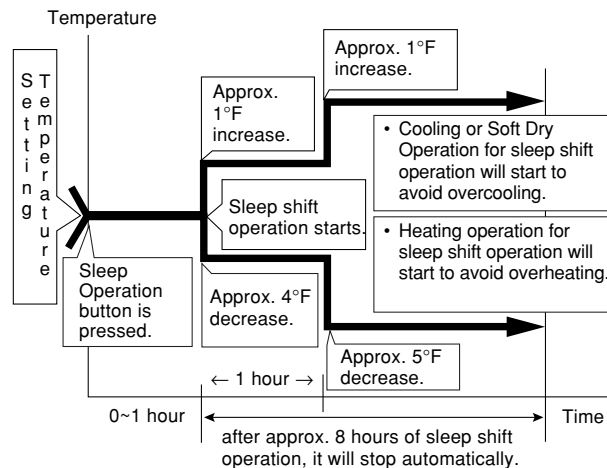 Temperature
Setting
Temperature
Approx. 1°F
increase.
Approx.
1°F
increase.
• Cooling or Soft Dry
Operation for sleep shift
operation will start to
avoid overcooling.
Sleep shift
operation starts.
• Heating operation for
sleep shift operation will
start to avoid overheating.
Sleep
Operation
button is
pressed.
Approx. 4°F
decrease.
Approx. 5°F
decrease.
← 1 hour →
0~1 hour
Time
after approx. 8 hours of sleep shift
operation, it will stop automatically.